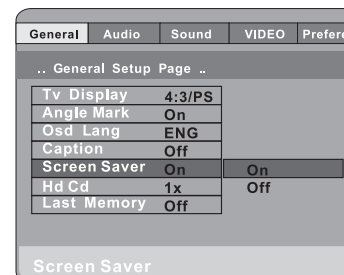 General Audio Sound VIDEO Prefere
.. General Setup Page ..
Tv Display 4:3/PS
Angle Mark On
Osd Lang ENG
Caption Off
Screen Saver On On
Hd Cd 1x Off
Last Memory Off
Screen Saver